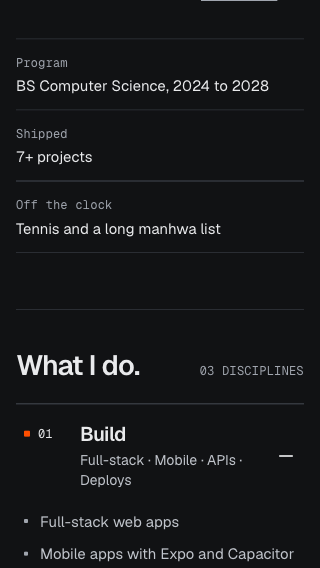 Program
BS Computer Science, 2024 to 2028
Shipped
7+ projects
Off the clock
Tennis and a long manhwa list
What I do.
03 DISCIPLINES
01
Build
Full-stack · Mobile · APIs ·
Deploys
Full-stack web apps
Mobile apps with Expo and Capacitor